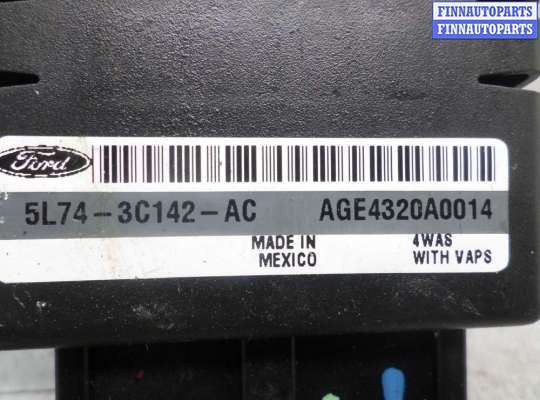 FINNAUTOPARTS
FINNAUTOPARTS
Ford
5L74-3C142-AC AGE4320A0014
MADE IN
MEXICO
4WAS
WITH VAPS